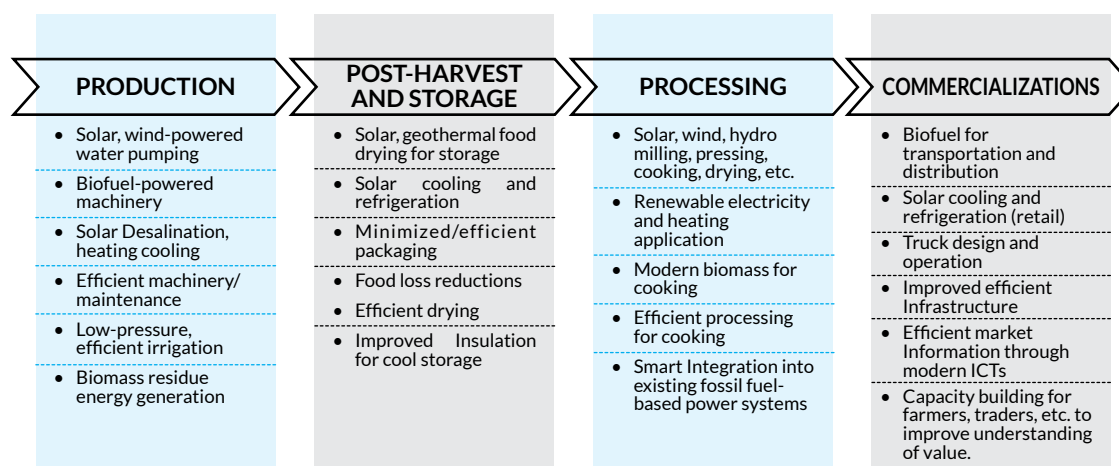 PRODUCTION
• Solar, wind-powered
water pumping
• Biofuel-powered
machinery
• Solar Desalination,
heating cooling
• Efficient machinery/
maintenance
• Low-pressure,
efficient irrigation
• Biomass residue
energy generation
POST-HARVEST
AND STORAGE
• Solar, geothermal food
drying for storage
• Solar cooling and
refrigeration
• Minimized/efficient
packaging
• Food loss reductions
• Efficient drying
• Improved Insulation
for cool storage
PROCESSING
• Solar, wind, hydro
milling, pressing,
cooking, drying, etc.
• Renewable electricity
and heating
application
• Modern biomass for
cooking
• Efficient processing
for cooking
• Smart Integration into
existing fossil fuel-
based power systems
COMMERCIALIZATIONS
• Biofuel for
transportation and
distribution
• Solar cooling and
refrigeration (retail)
• Truck design and
operation
• Improved efficient
Infrastructure
• Efficient market
Information through
modern ICTs
• Capacity building for
farmers, traders, etc. to
improve understanding
of value.